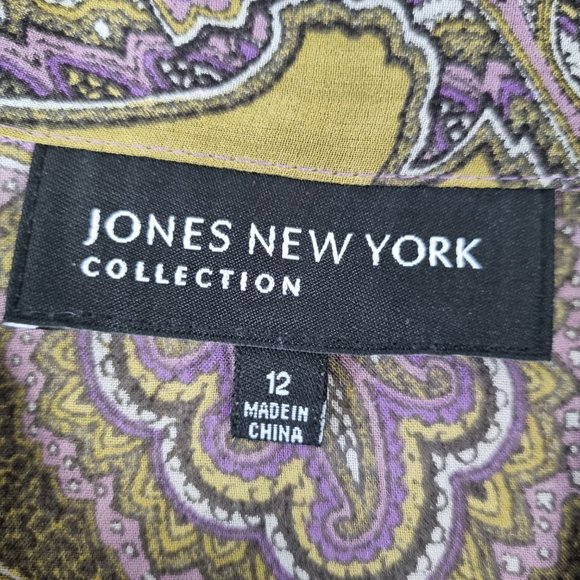 JONES NEW YORK
COLLECTION
12
MADE IN
CHINA